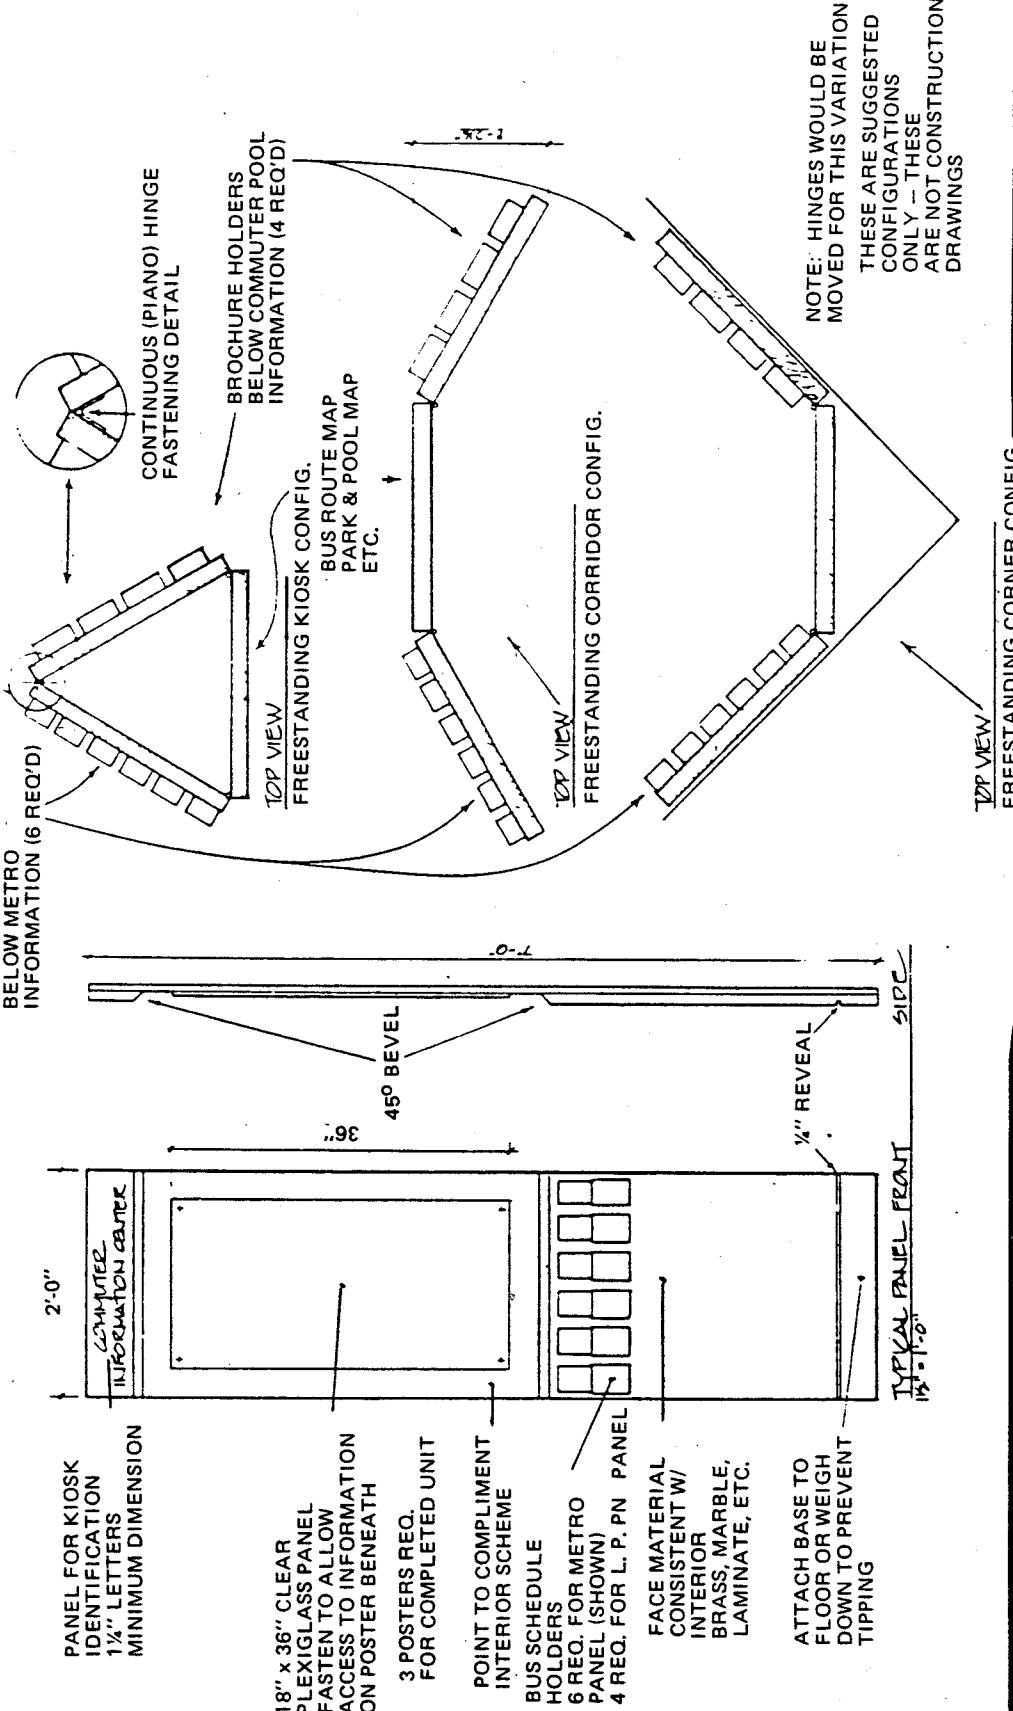 PANEL FOR KIOSK
IDENTIFICATION
1¼" LETTERS
MINIMUM DIMENSION
18" x 36" CLEAR
PLEXIGLASS PANEL
FASTEN TO ALLOW
ACCESS TO INFORMATION
ON POSTER BENEATH
3 POSTERS REQ.
FOR COMPLETED UNIT
POINT TO COMPLIMENT
INTERIOR SCHEME
BUS SCHEDULE
HOLDERS
6 REQ. FOR METRO
PANEL (SHOWN)
4 REQ. FOR L. P. PN PANEL
FACE MATERIAL
CONSISTENT W/
INTERIOR
BRASS, MARBLE,
LAMINATE, ETC.
ATTACH BASE TO
FLOOR OR WEIGH
DOWN TO PREVENT
TIPPING
2'-0"
COMMUTER
INFORMATION CENTER
36"
TYPICAL PANEL FRONT
1½" = 1'-0"
45° BEVEL
¼" REVEAL
7'-0"
SIDE
BELOW METRO
INFORMATION (6 REQ'D)
CONTINUOUS (PIANO) HINGE
FASTENING DETAIL
BROCHURE HOLDERS
BELOW COMMUTER POOL
INFORMATION (4 REQ'D)
TOP VIEW
FREESTANDING KIOSK CONFIG.
BUS ROUTE MAP
PARK & POOL MAP
ETC.
TOP VIEW
FREESTANDING CORRIDOR CONFIG.
NOTE: HINGES WOULD BE
MOVED FOR THIS VARIATION
THESE ARE SUGGESTED
CONFIGURATIONS
ONLY – THESE
ARE NOT CONSTRUCTION
DRAWINGS
TOP VIEW
FREESTANDING CORNER CONFIG.